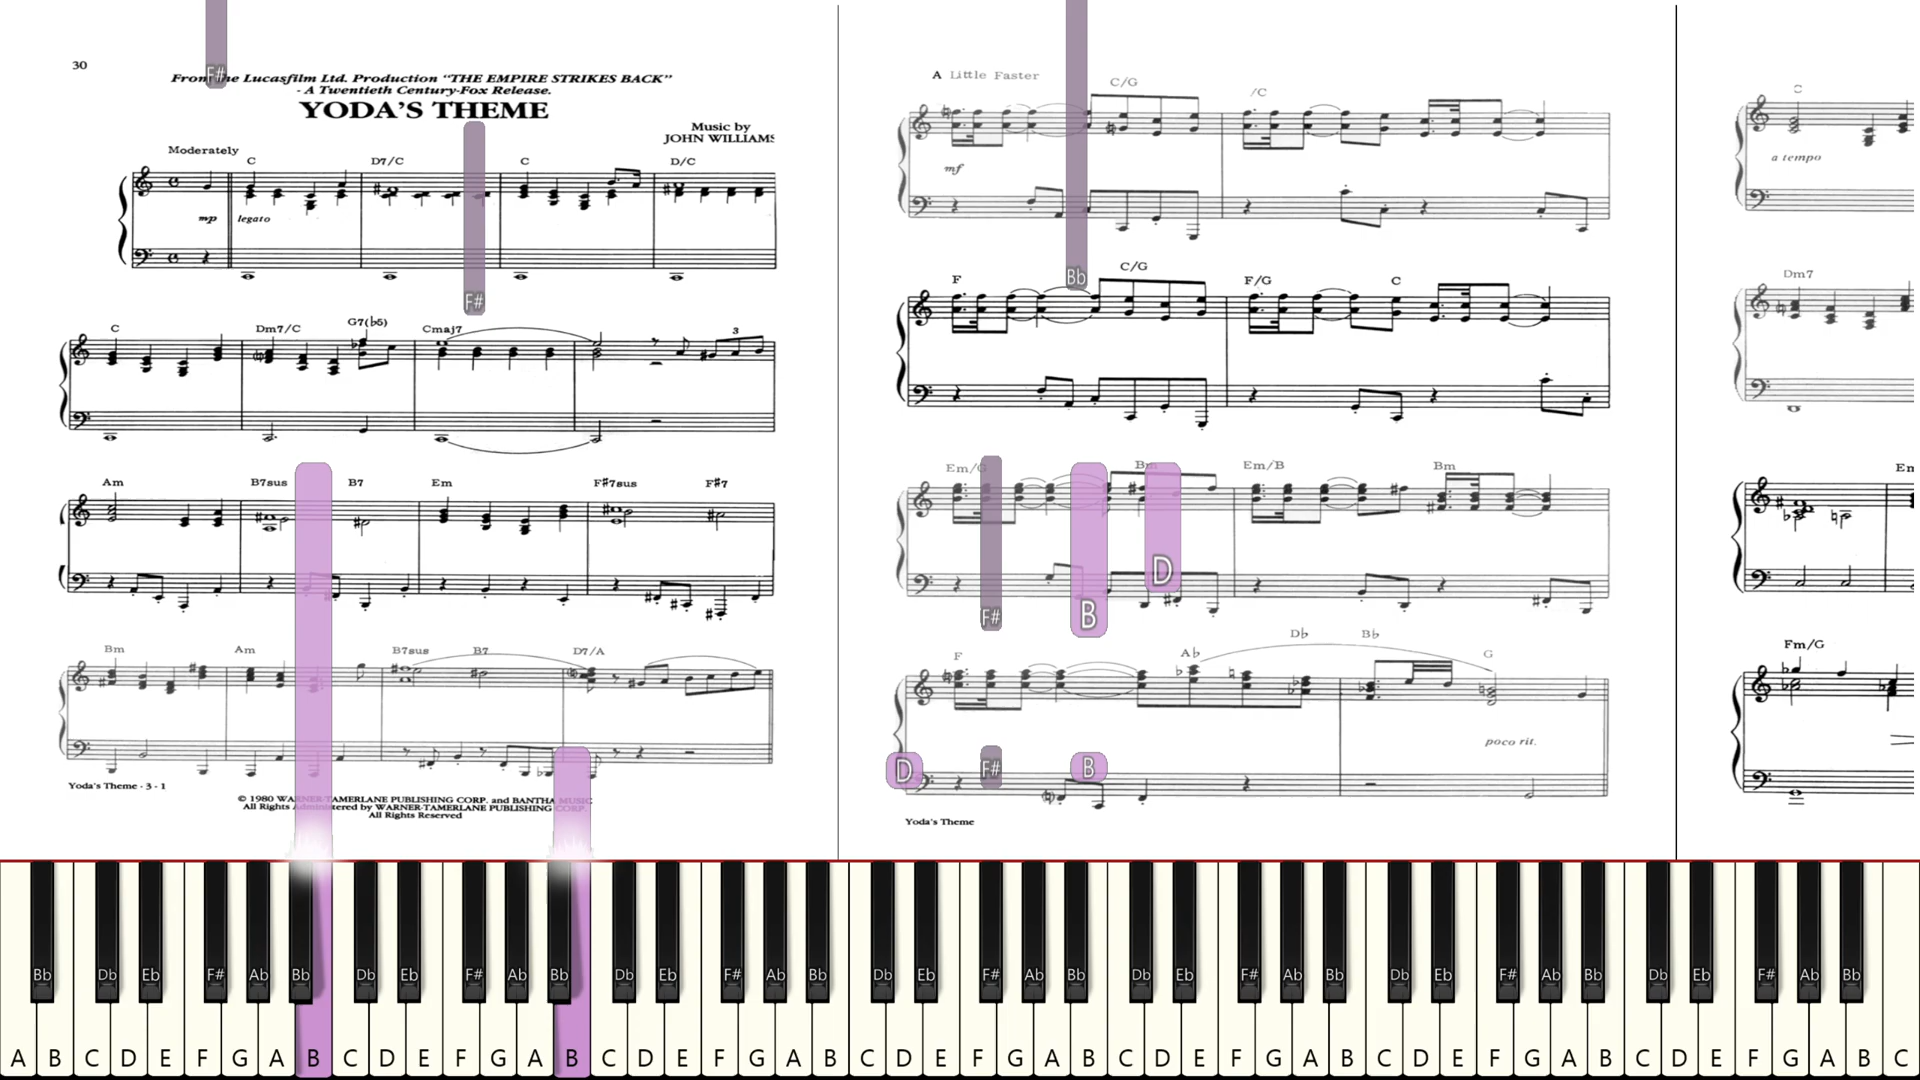 30
From the Lucasfilm Ltd. Production "THE EMPIRE STRIKES BACK"
- A Twentieth Century-Fox Release.
YODA'S THEME
Music by
JOHN WILLIAMS
Moderately
C D7/C C D/C
mp legato
C Dm7/C G7(b5) Cmaj7
3
Am B7sus B7 Em F#7sus F#7
Bm Am B7sus B7 D7/A
Yoda's Theme - 3 - 1
© 1980 WARNER-TAMERLANE PUBLISHING CORP. and BANTHA MUSIC
All Rights Administered by WARNER-TAMERLANE PUBLISHING CORP.
All Rights Reserved
A Little Faster
C/G /C
mf
F C/G F/G C
Em/G Bm Em/B Bm
F Ab Db Bb G
poco rit.
Yoda's Theme
C
a tempo
Dm7
Em
Fm/G
F#
F#
Bb
F# B D
D F# B
Bb Db Eb F# Ab Bb Db Eb F# Ab Bb Db Eb F# Ab Bb Db Eb F# Ab Bb Db Eb F# Ab Bb Db Eb F# Ab Bb Db Eb F# Ab Bb
A B C D E F G A B C D E F G A B C D E F G A B C D E F G A B C D E F G A B C D E F G A B C D E F G A B C